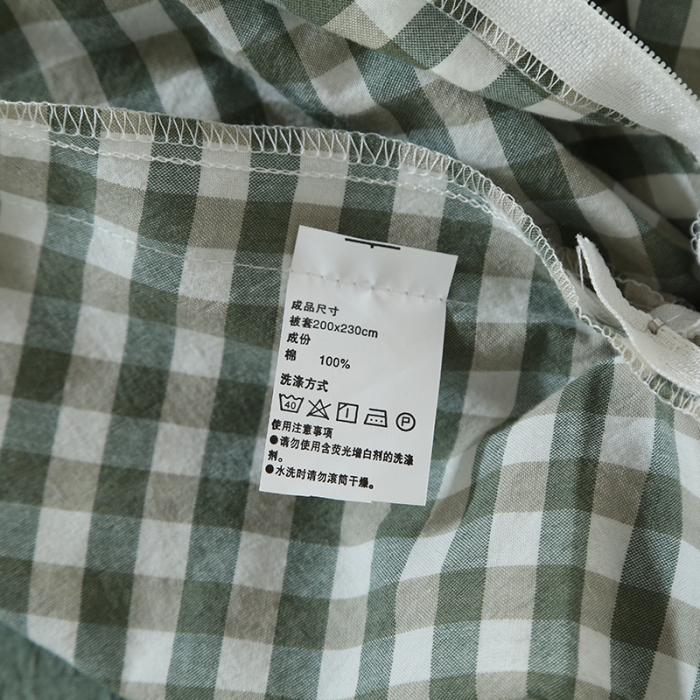 成品尺寸
被套200x230cm
成份
棉 100%
洗涤方式
40 P
使用注意事项
●请勿使用含荧光增白剂的洗涤
剂。
●水洗时请勿滚筒干燥。